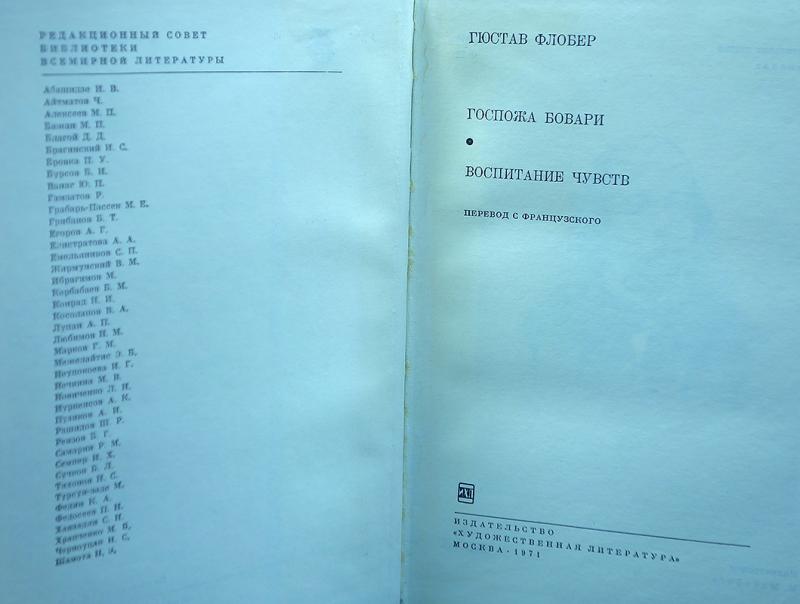 РЕДАКЦИОННЫЙ СОВЕТ
БИБЛИОТЕКИ
ВСЕМИРНОЙ ЛИТЕРАТУРЫ
Абашидзе И. В.
Айтматов Ч.
Алексеев М. П.
Бажан М. П.
Благой Д. Д.
Брагинский И. С.
Бровка П. У.
Бурсов Б. И.
Ванаг Ю. П.
Гамзатов Р.
Грабарь-Пассек М. Е.
Грибанов Б. Т.
Егоров А. Г.
Елистратова А. А.
Емельяников С. П.
Жирмунский В. М.
Ибрагимов М.
Кербабаев Б. М.
Конрад Н. И.
Косолапов В. А.
Лупан А. П.
Любимов Н. М.
Марков Г. М.
Межелайтис Э. Б.
Неупокоева И. Г.
Нечкина М. В.
Новиченко Л. Н.
Нурпеисов А. К.
Пузиков А. И.
Рашидов Ш. Р.
Реизов Б. Г.
Самарин Р. М.
Семпер И. Х.
Сучков Б. Л.
Тихонов Н. С.
Турсун-заде М.
Федин К. А.
Федосеев П. Н.
Ханзадян С. Н.
Храпченко М. Б.
Черноуцан И. С.
Шамота Н. З.
ГЮСТАВ ФЛОБЕР
ГОСПОЖА БОВАРИ
•
ВОСПИТАНИЕ ЧУВСТВ
ПЕРЕВОД С ФРАНЦУЗСКОГО
ИЗДАТЕЛЬСТВО
«ХУДОЖЕСТВЕННАЯ ЛИТЕРАТУРА»
МОСКВА · 1971